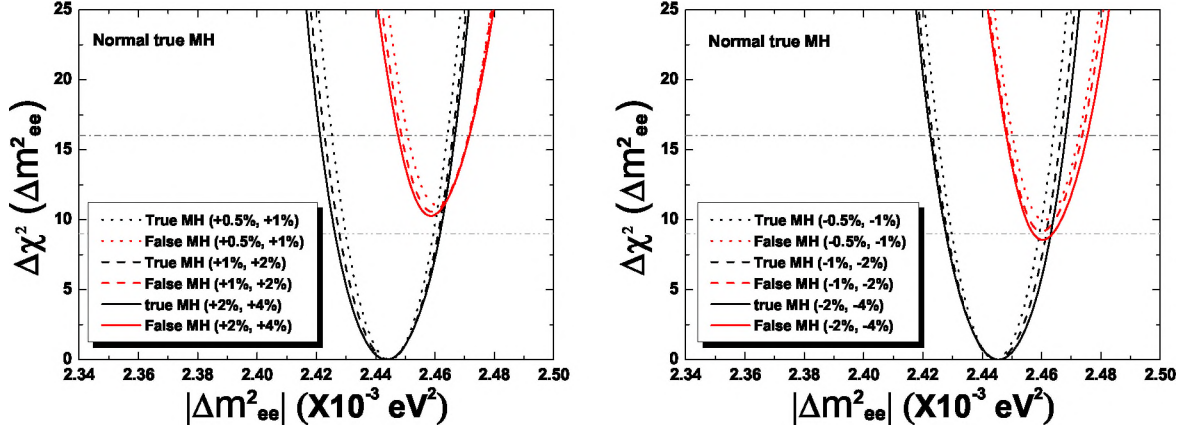 Normal true MH
Δχ² (Δm²ee)
25
20
15
10
5
0
True MH (+0.5%, +1%)
False MH (+0.5%, +1%)
True MH (+1%, +2%)
False MH (+1%, +2%)
true MH (+2%, +4%)
False MH (+2%, +4%)
2.34 2.36 2.38 2.40 2.42 2.44 2.46 2.48 2.50
|Δm²ee| (X10⁻³ eV²)
Normal true MH
Δχ² (Δm²ee)
25
20
15
10
5
0
True MH (-0.5%, -1%)
False MH (-0.5%, -1%)
True MH (-1%, -2%)
False MH (-1%, -2%)
true MH (-2%, -4%)
False MH (-2%, -4%)
2.34 2.36 2.38 2.40 2.42 2.44 2.46 2.48 2.50
|Δm²ee| (X10⁻³ eV²)